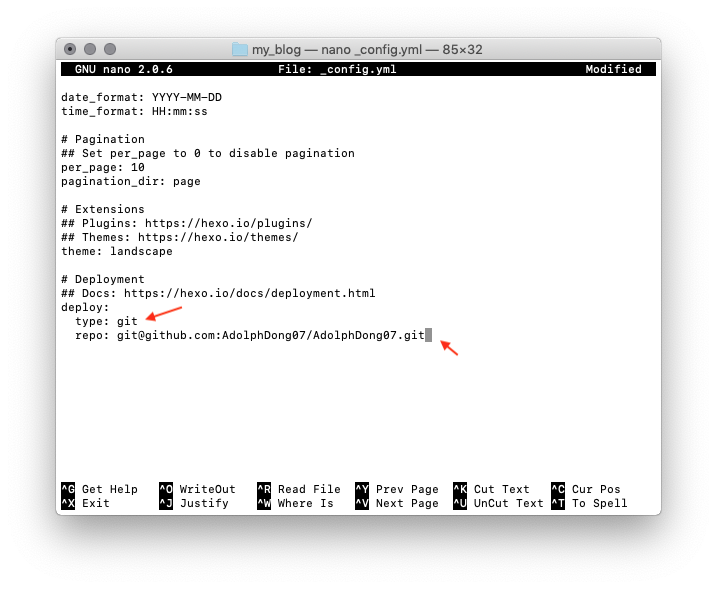 my_blog — nano _config.yml — 85×32
GNU nano 2.0.6 File: _config.yml Modified
date_format: YYYY-MM-DD
time_format: HH:mm:ss
# Pagination
## Set per_page to 0 to disable pagination
per_page: 10
pagination_dir: page
# Extensions
## Plugins: https://hexo.io/plugins/
## Themes: https://hexo.io/themes/
theme: landscape
# Deployment
## Docs: https://hexo.io/docs/deployment.html
deploy:
  type: git
  repo: git@github.com:AdolphDong07/AdolphDong07.git
^G Get Help ^O WriteOut ^R Read File ^Y Prev Page ^K Cut Text ^C Cur Pos
^X Exit ^J Justify ^W Where Is ^V Next Page ^U UnCut Text ^T To Spell